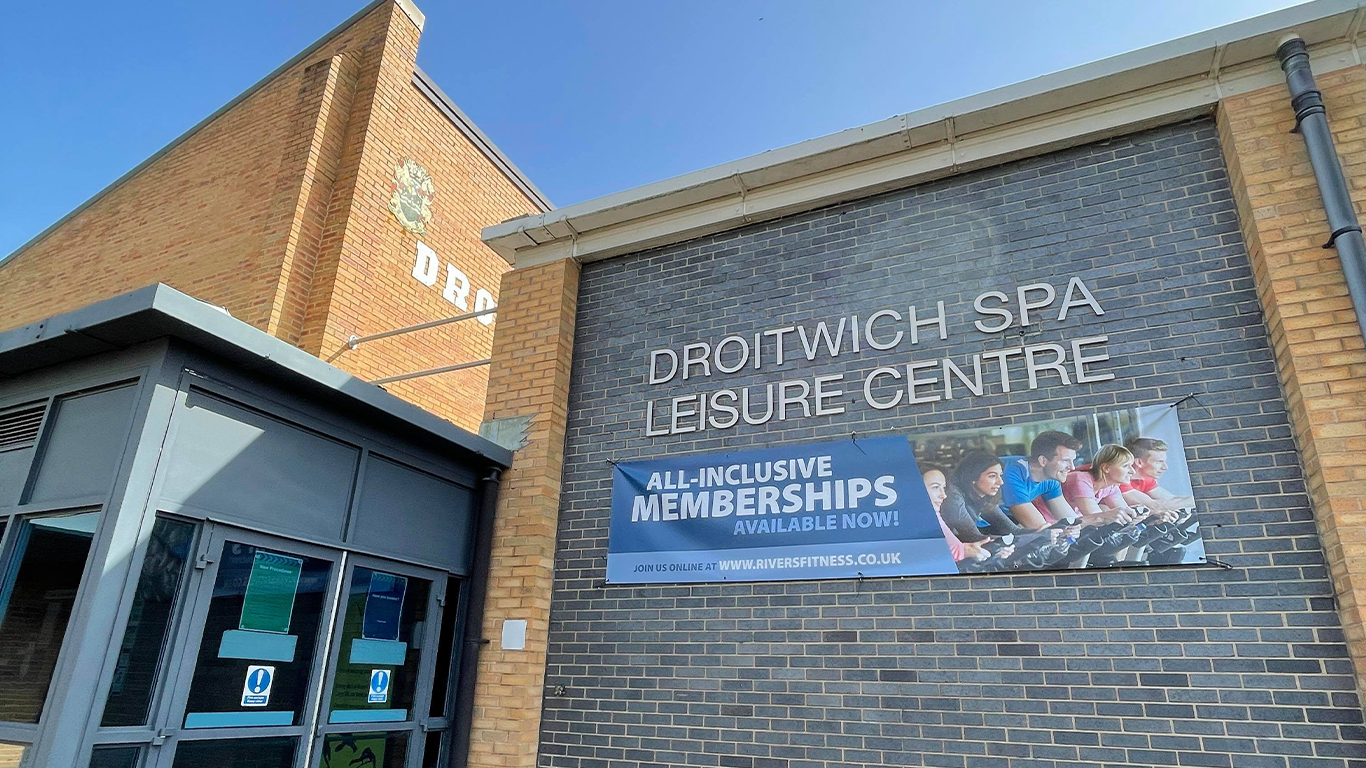 DRO
DROITWICH SPA
LEISURE CENTRE
ALL-INCLUSIVE
MEMBERSHIPS
AVAILABLE NOW!
JOIN US ONLINE AT WWW.RIVERSFITNESS.CO.UK